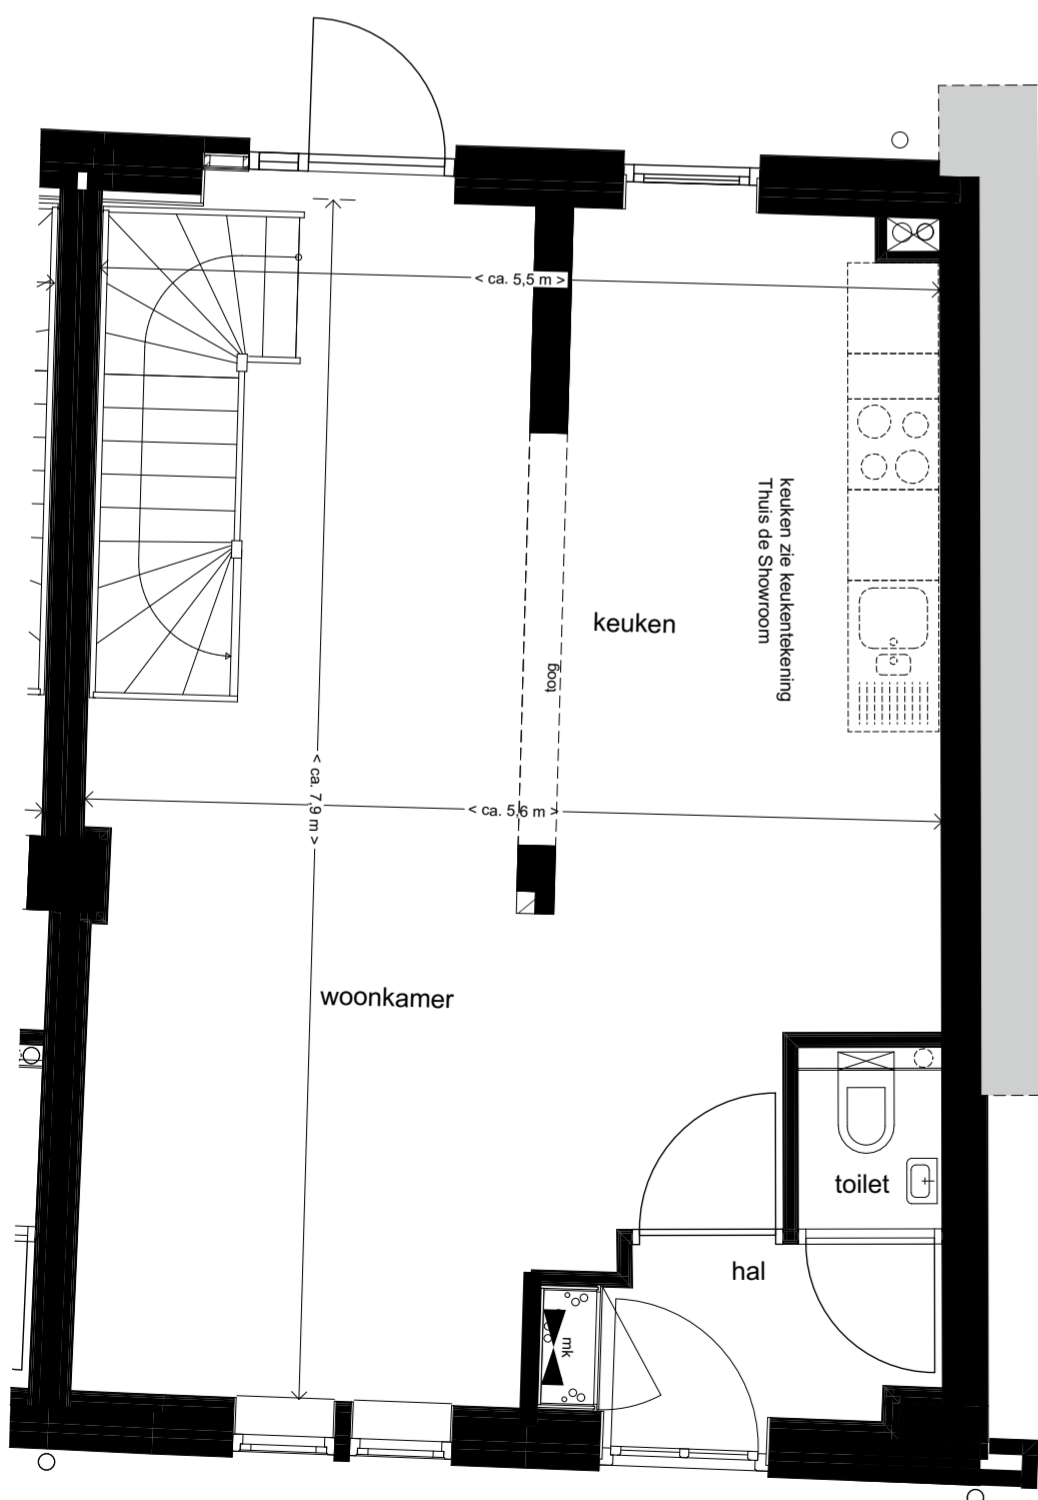 < ca. 5,5 m >
keuken zie keukentekening
Thuis de Showroom
keuken
toog
< ca. 7,9 m >
< ca. 5,6 m >
woonkamer
toilet
hal
mk